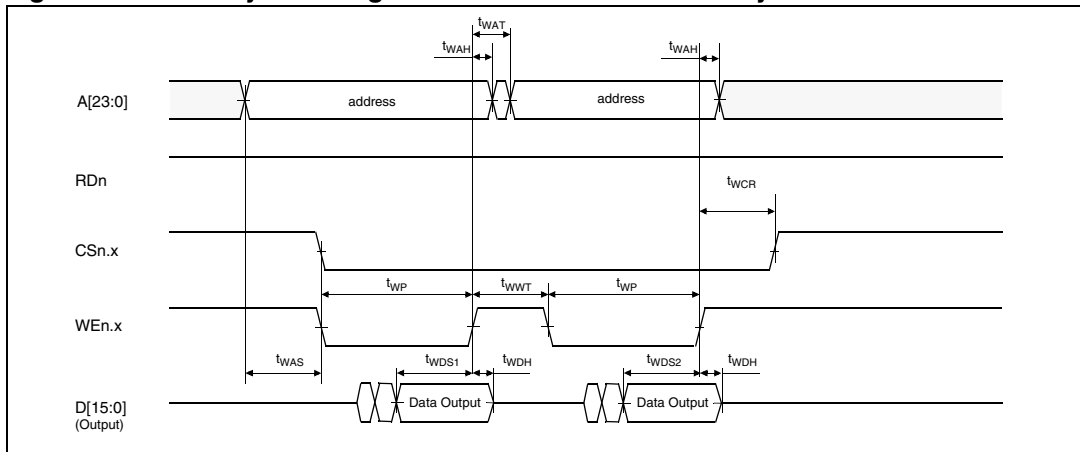 tWAT
tWAH
tWAH
A[23:0]
address
address
RDn
tWCR
CSn.x
tWP
tWWT
tWP
WEn.x
tWAS
tWDS1
tWDH
tWDS2
tWDH
D[15:0]
(Output)
Data Output
Data Output